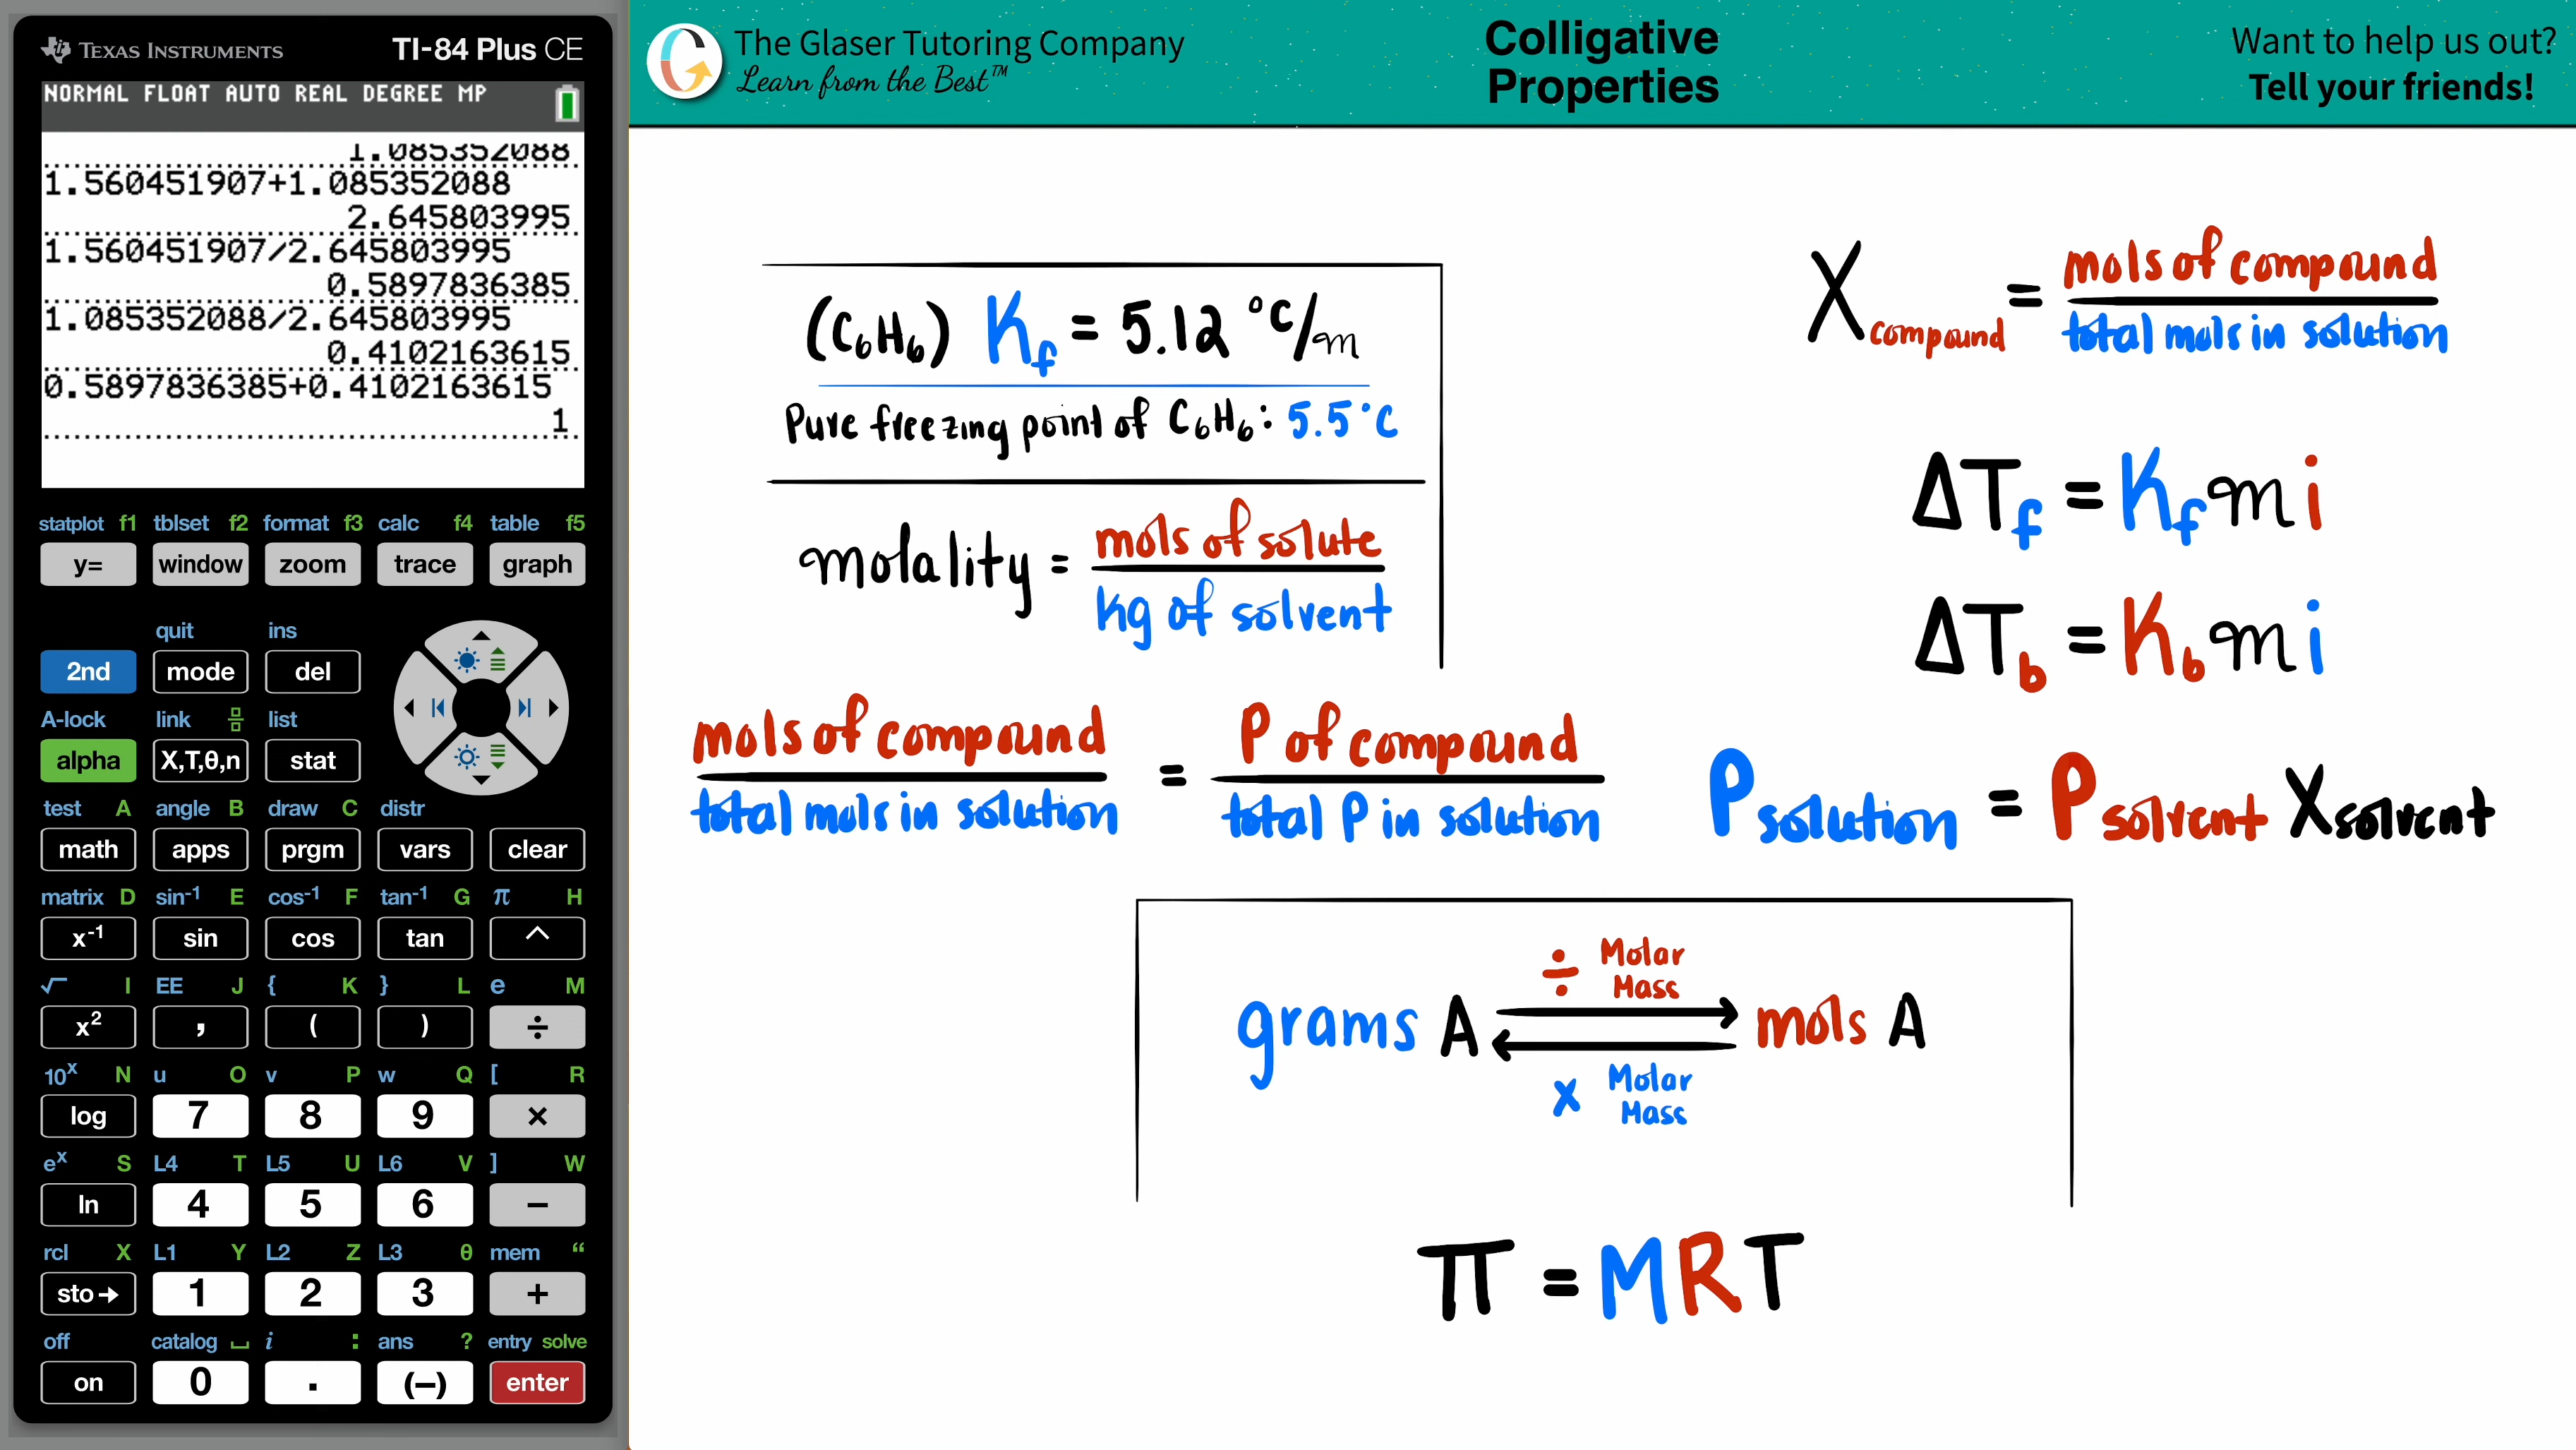 TEXAS INSTRUMENTS TI-84 Plus CE
NORMAL FLOAT AUTO REAL DEGREE MP
1.085352088
1.560451907+1.085352088
2.645803995
1.560451907/2.645803995
0.5897836385
1.085352088/2.645803995
0.4102163615
0.5897836385+0.4102163615
1
statplot f1 tblset f2 format f3 calc f4 table f5
y= window zoom trace graph
quit ins
2nd mode del
A-lock link list
alpha X,T,θ,n stat
test A angle B draw C distr
math apps prgm vars clear
matrix D sin⁻¹ E cos⁻¹ F tan⁻¹ G π H
x⁻¹ sin cos tan ^
√ I EE J { K } L e M
x² , ( ) ÷
10ˣ N u O v P w Q [ R
log 7 8 9 ×
eˣ S L4 T L5 U L6 V ] W
ln 4 5 6 −
rcl X L1 Y L2 Z L3 θ mem “
sto→ 1 2 3 +
off catalog ⎵ i : ans ? entry solve
on 0 . (−) enter
The Glaser Tutoring Company
Learn from the Best™
Colligative
Properties
Want to help us out?
Tell your friends!
(C₆H₆) Kf = 5.12 °C/m
Pure freezing point of C₆H₆: 5.5°C
molality = mols of solute
kg of solvent
X compound = mols of compound
total mols in solution
ΔTf = Kf m i
ΔTb = Kb m i
mols of compound = P of compound
total mols in solution total P in solution
P solution = P solvent X solvent
÷ Molar
Mass
grams A mols A
x Molar
Mass
π = MRT